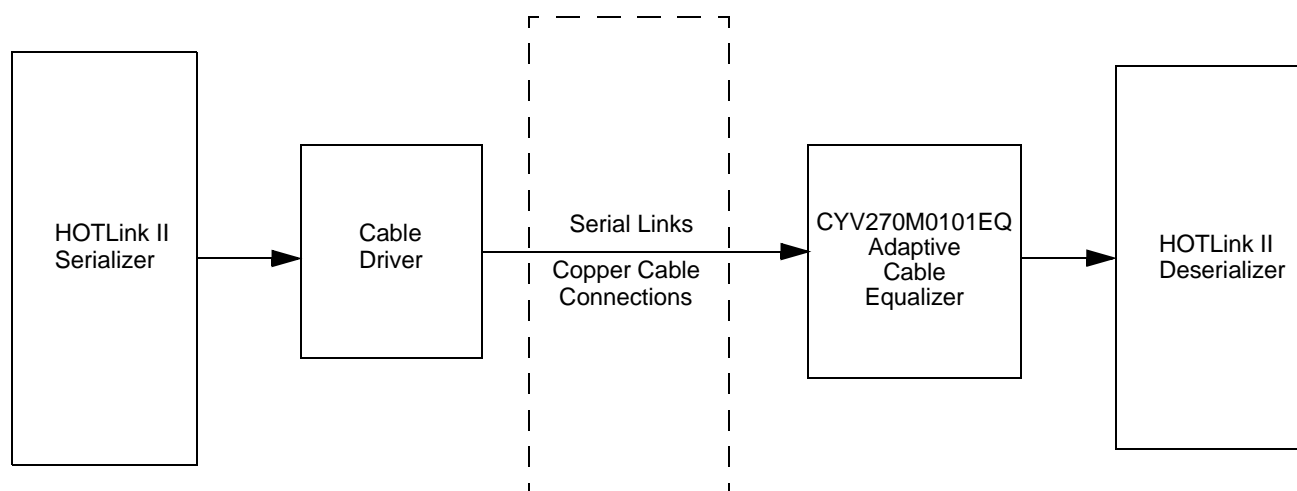 HOTLink II
Serializer
Cable
Driver
Serial Links
Copper Cable
Connections
CYV270M0101EQ
Adaptive
Cable
Equalizer
HOTLink II
Deserializer